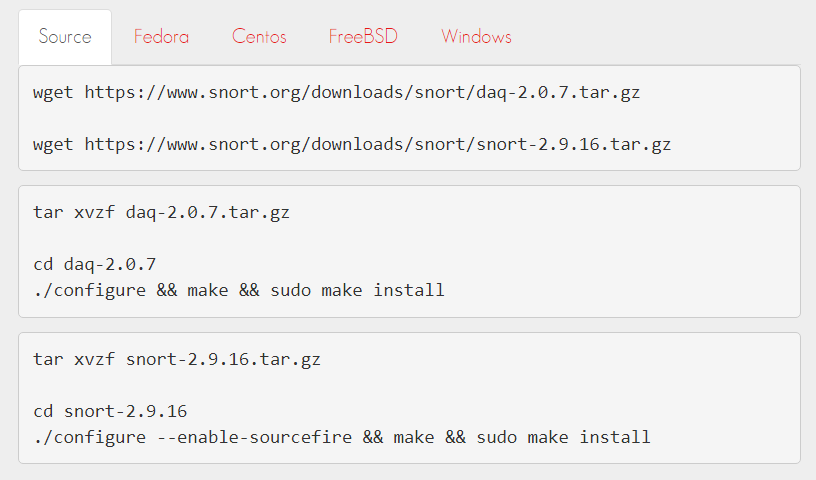 Source Fedora Centos FreeBSD Windows
wget https://www.snort.org/downloads/snort/daq-2.0.7.tar.gz
wget https://www.snort.org/downloads/snort/snort-2.9.16.tar.gz
tar xvzf daq-2.0.7.tar.gz
cd daq-2.0.7
./configure && make && sudo make install
tar xvzf snort-2.9.16.tar.gz
cd snort-2.9.16
./configure --enable-sourcefire && make && sudo make install